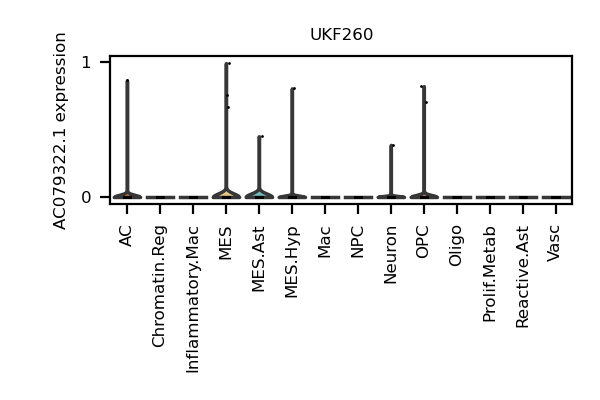 UKF260
AC079322.1 expression
1
0
AC
Chromatin.Reg
Inflammatory.Mac
MES
MES.Ast
MES.Hyp
Mac
NPC
Neuron
OPC
Oligo
Prolif.Metab
Reactive.Ast
Vasc